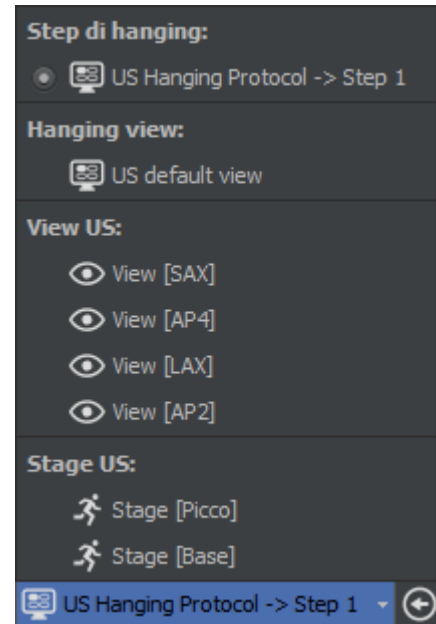 Step di hanging:
US Hanging Protocol -> Step 1
Hanging view:
US default view
View US:
View [SAX]
View [AP4]
View [LAX]
View [AP2]
Stage US:
Stage [Picco]
Stage [Base]
US Hanging Protocol -> Step 1